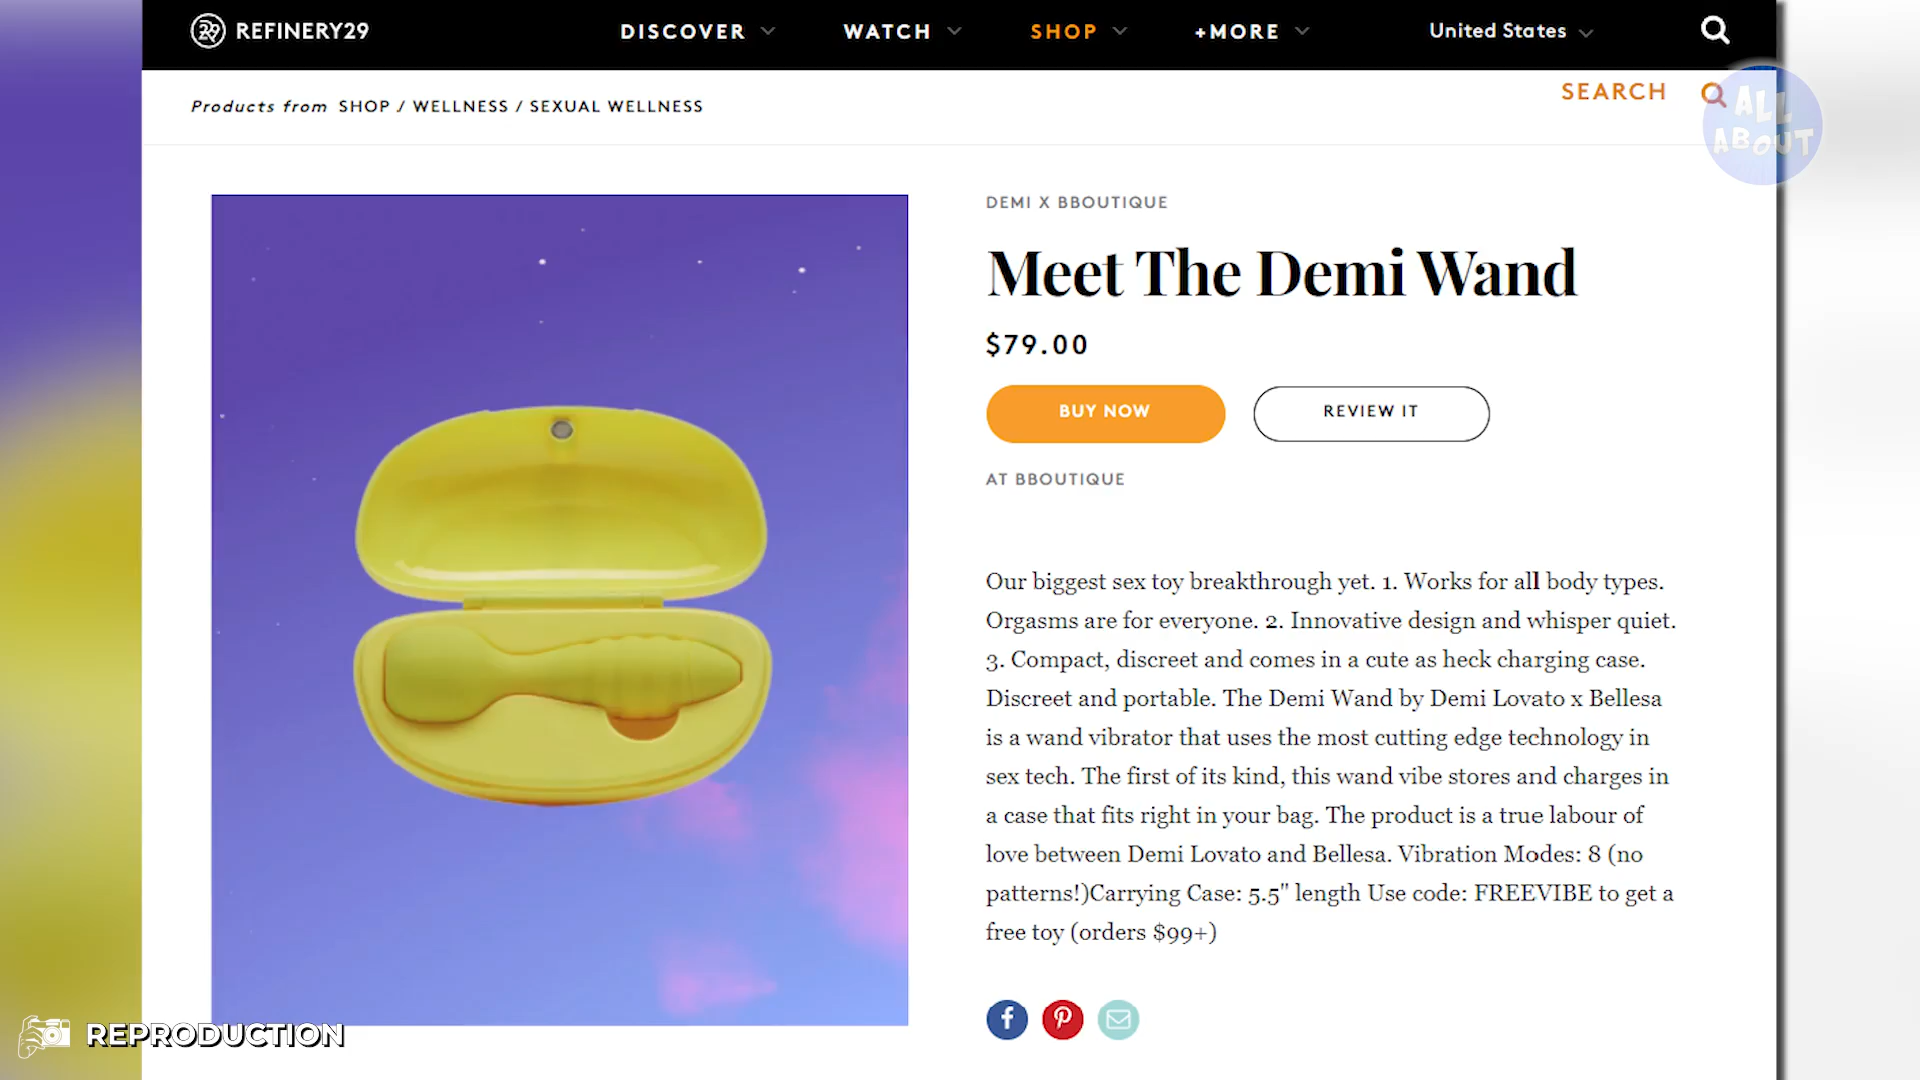 REFINERY29
DISCOVER
WATCH
SHOP
+MORE
United States
Products from SHOP / WELLNESS / SEXUAL WELLNESS
SEARCH
ALL
ABOUT
DEMI X BBOUTIQUE
Meet The Demi Wand
$79.00
BUY NOW
REVIEW IT
AT BBOUTIQUE
Our biggest sex toy breakthrough yet. 1. Works for all body types.
Orgasms are for everyone. 2. Innovative design and whisper quiet.
3. Compact, discreet and comes in a cute as heck charging case.
Discreet and portable. The Demi Wand by Demi Lovato x Bellesa
is a wand vibrator that uses the most cutting edge technology in
sex tech. The first of its kind, this wand vibe stores and charges in
a case that fits right in your bag. The product is a true labour of
love between Demi Lovato and Bellesa. Vibration Modes: 8 (no
patterns!)Carrying Case: 5.5" length Use code: FREEVIBE to get a
free toy (orders $99+)
REPRODUCTION